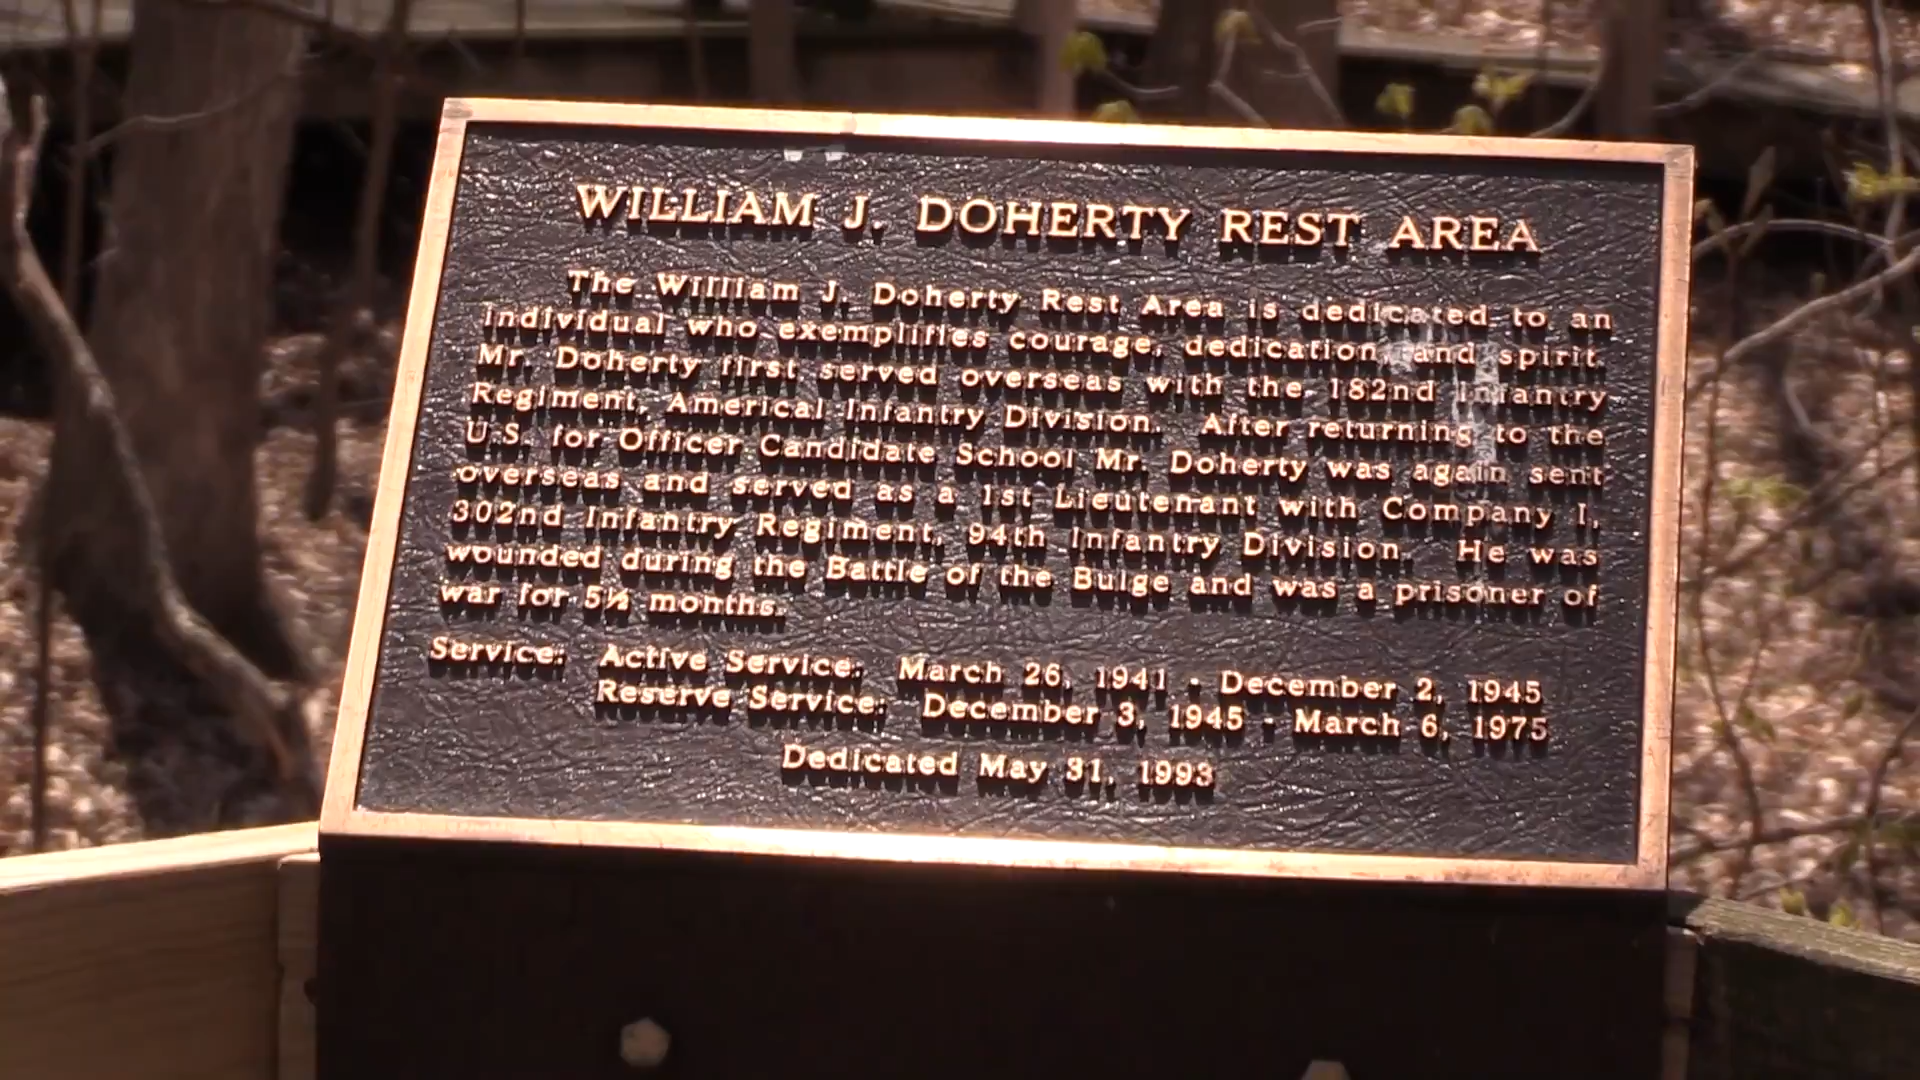 WILLIAM J. DOHERTY REST AREA
The William J. Doherty Rest Area is dedicated to an
individual who exemplifies courage, dedication, and spirit.
Mr. Doherty first served overseas with the 182nd Infantry
Regiment, Americal Infantry Division. After returning to the
U.S. for Officer Candidate School Mr. Doherty was again sent
overseas and served as a 1st Lieutenant with Company I,
302nd Infantry Regiment, 94th Infantry Division. He was
wounded during the Battle of the Bulge and was a prisoner of
war for 5½ months.
Service: Active Service: March 26, 1941 - December 2, 1945
Reserve Service: December 3, 1945 - March 6, 1975
Dedicated May 31, 1993